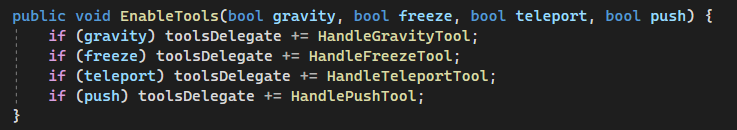 public void EnableTools(bool gravity, bool freeze, bool teleport, bool push) {
    if (gravity) toolsDelegate += HandleGravityTool;
    if (freeze) toolsDelegate += HandleFreezeTool;
    if (teleport) toolsDelegate += HandleTeleportTool;
    if (push) toolsDelegate += HandlePushTool;
}